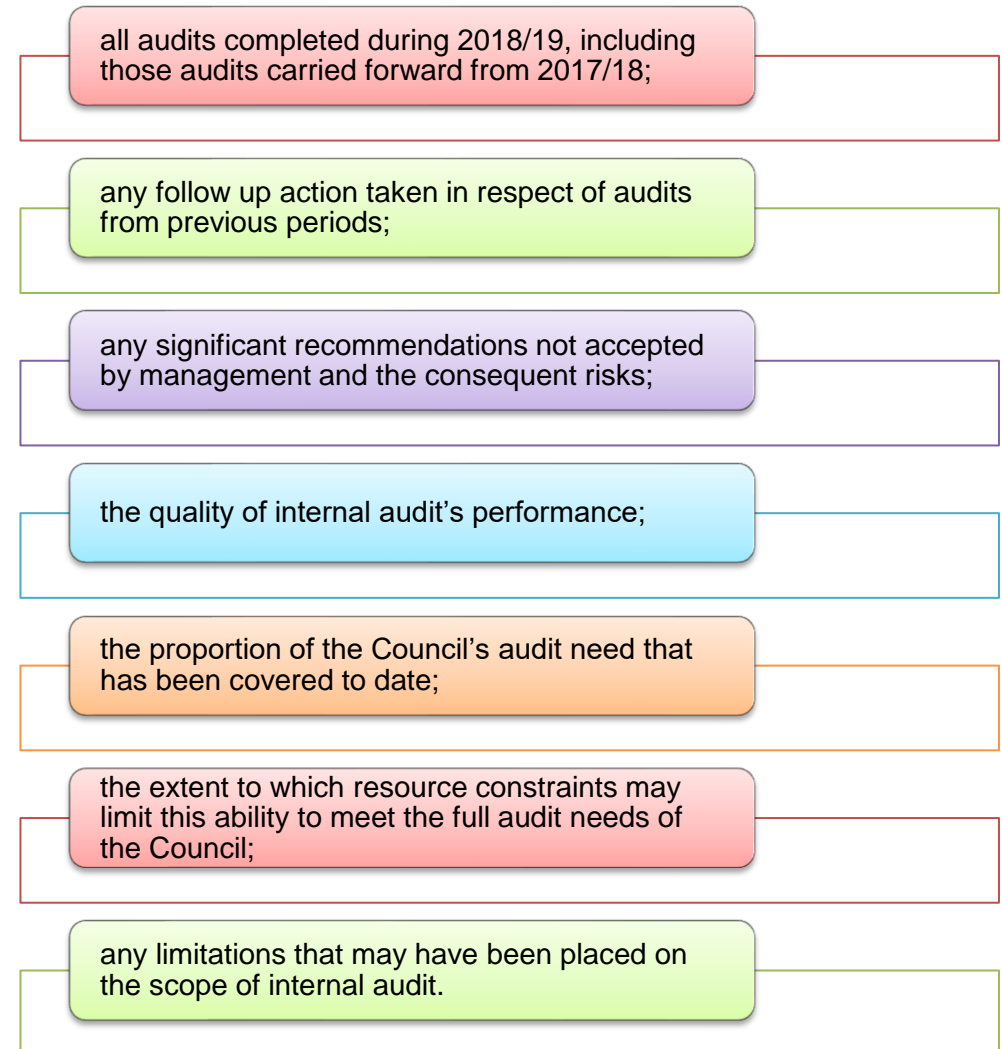 all audits completed during 2018/19, including
those audits carried forward from 2017/18;
any follow up action taken in respect of audits
from previous periods;
any significant recommendations not accepted
by management and the consequent risks;
the quality of internal audit’s performance;
the proportion of the Council’s audit need that
has been covered to date;
the extent to which resource constraints may
limit this ability to meet the full audit needs of
the Council;
any limitations that may have been placed on
the scope of internal audit.